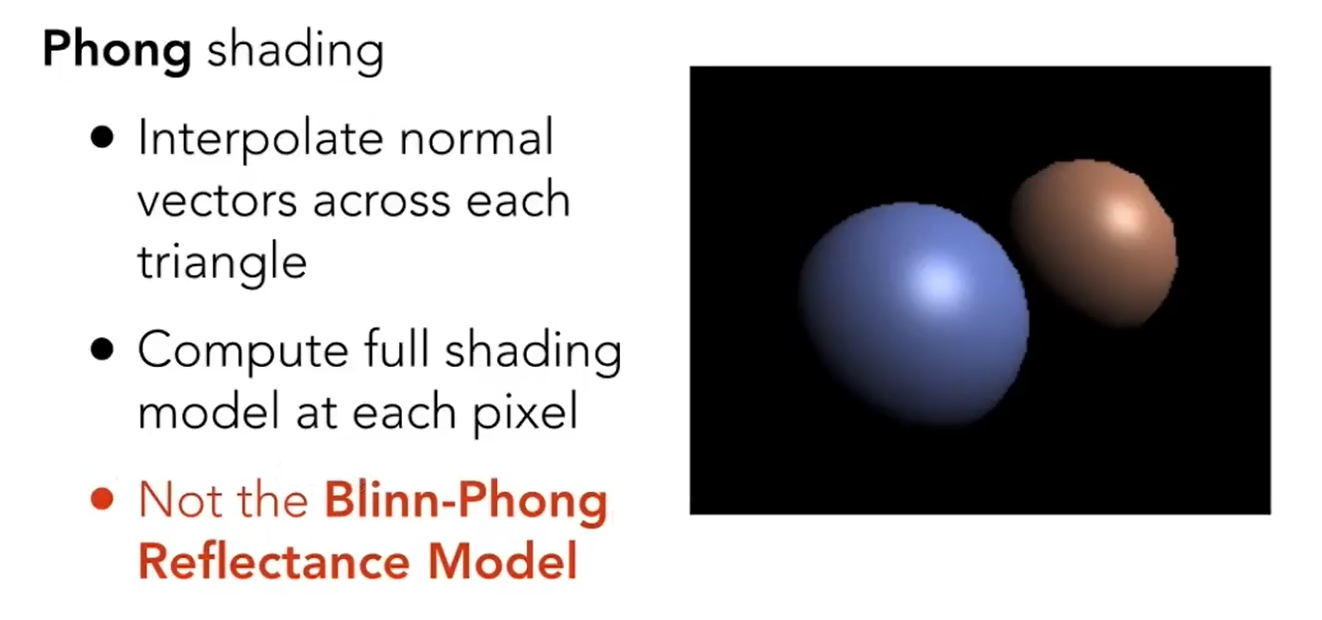 Phong shading
• Interpolate normal
vectors across each
triangle
• Compute full shading
model at each pixel
• Not the Blinn-Phong
Reflectance Model